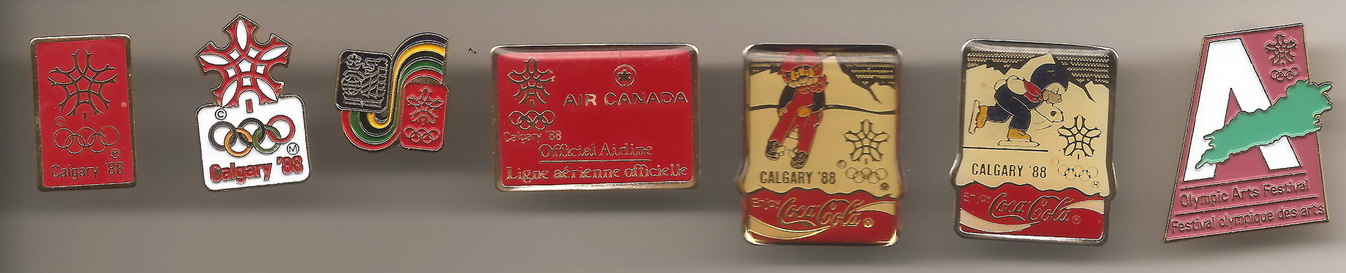 ©
®
Calgary '88
©
M
Calgary '88
Calgary '88
AIR CANADA
Official Airline
Ligne aérienne officielle
CALGARY '88
ENJOY
Coca-Cola
CALGARY '88
ENJOY
Coca-Cola
A
Olympic Arts Festival
Festival olympique des arts